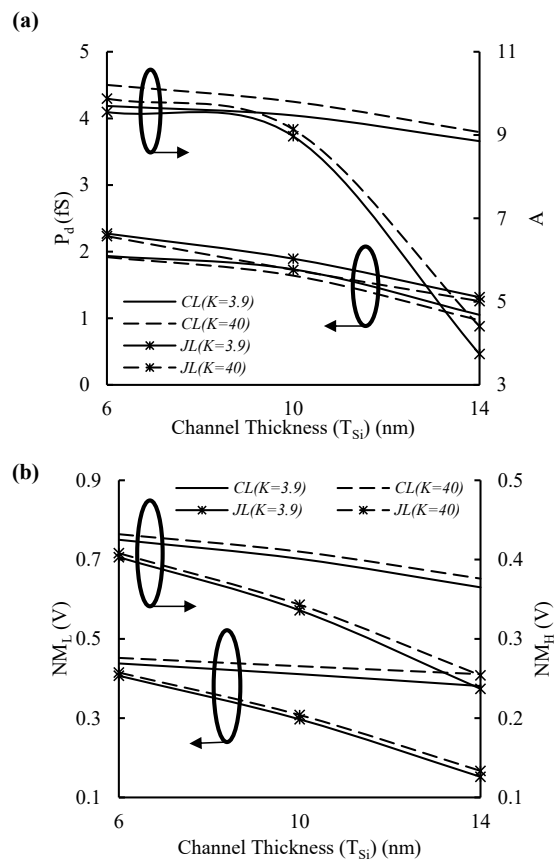 (a)
5
4
3
2
1
0
P_d (fS)
11
9
7
5
3
A
CL(K=3.9)
CL(K=40)
JL(K=3.9)
JL(K=40)
6 10 14
Channel Thickness (T_Si) (nm)
(b)
0.9
0.7
0.5
0.3
0.1
NM_L (V)
0.5
0.4
0.3
0.2
0.1
NM_H (V)
CL(K=3.9) CL(K=40)
JL(K=3.9) JL(K=40)
6 10 14
Channel Thickness (T_Si) (nm)